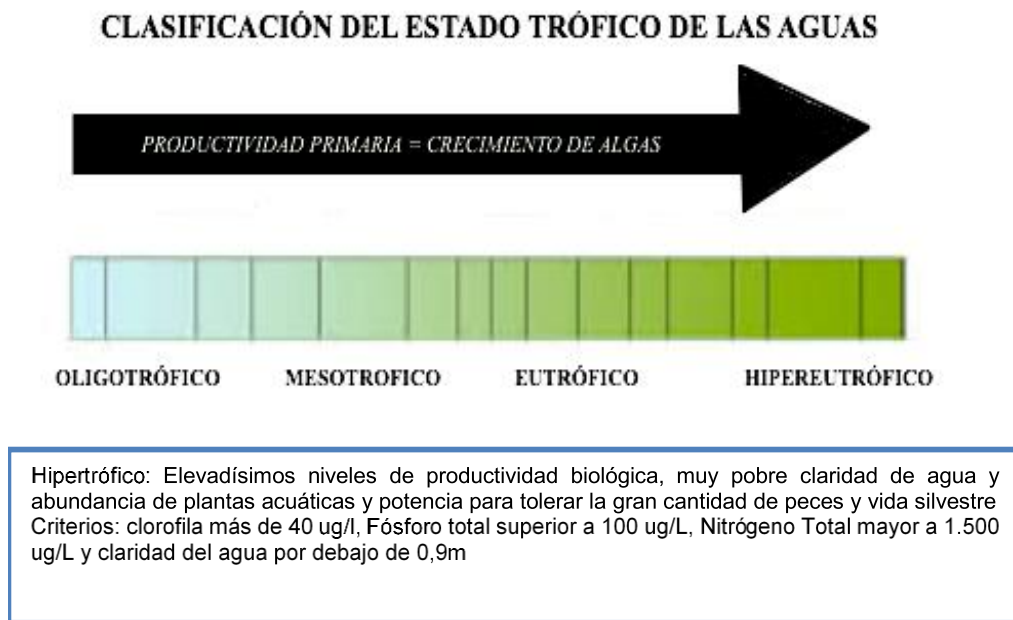 CLASIFICACIÓN DEL ESTADO TRÓFICO DE LAS AGUAS
PRODUCTIVIDAD PRIMARIA = CRECIMIENTO DE ALGAS
OLIGOTRÓFICO MESOTROFICO EUTRÓFICO HIPEREUTRÓFICO
Hipertrófico: Elevadísimos niveles de productividad biológica, muy pobre claridad de agua y
abundancia de plantas acuáticas y potencia para tolerar la gran cantidad de peces y vida silvestre
Criterios: clorofila más de 40 ug/l, Fósforo total superior a 100 ug/L, Nitrógeno Total mayor a 1.500
ug/L y claridad del agua por debajo de 0,9m